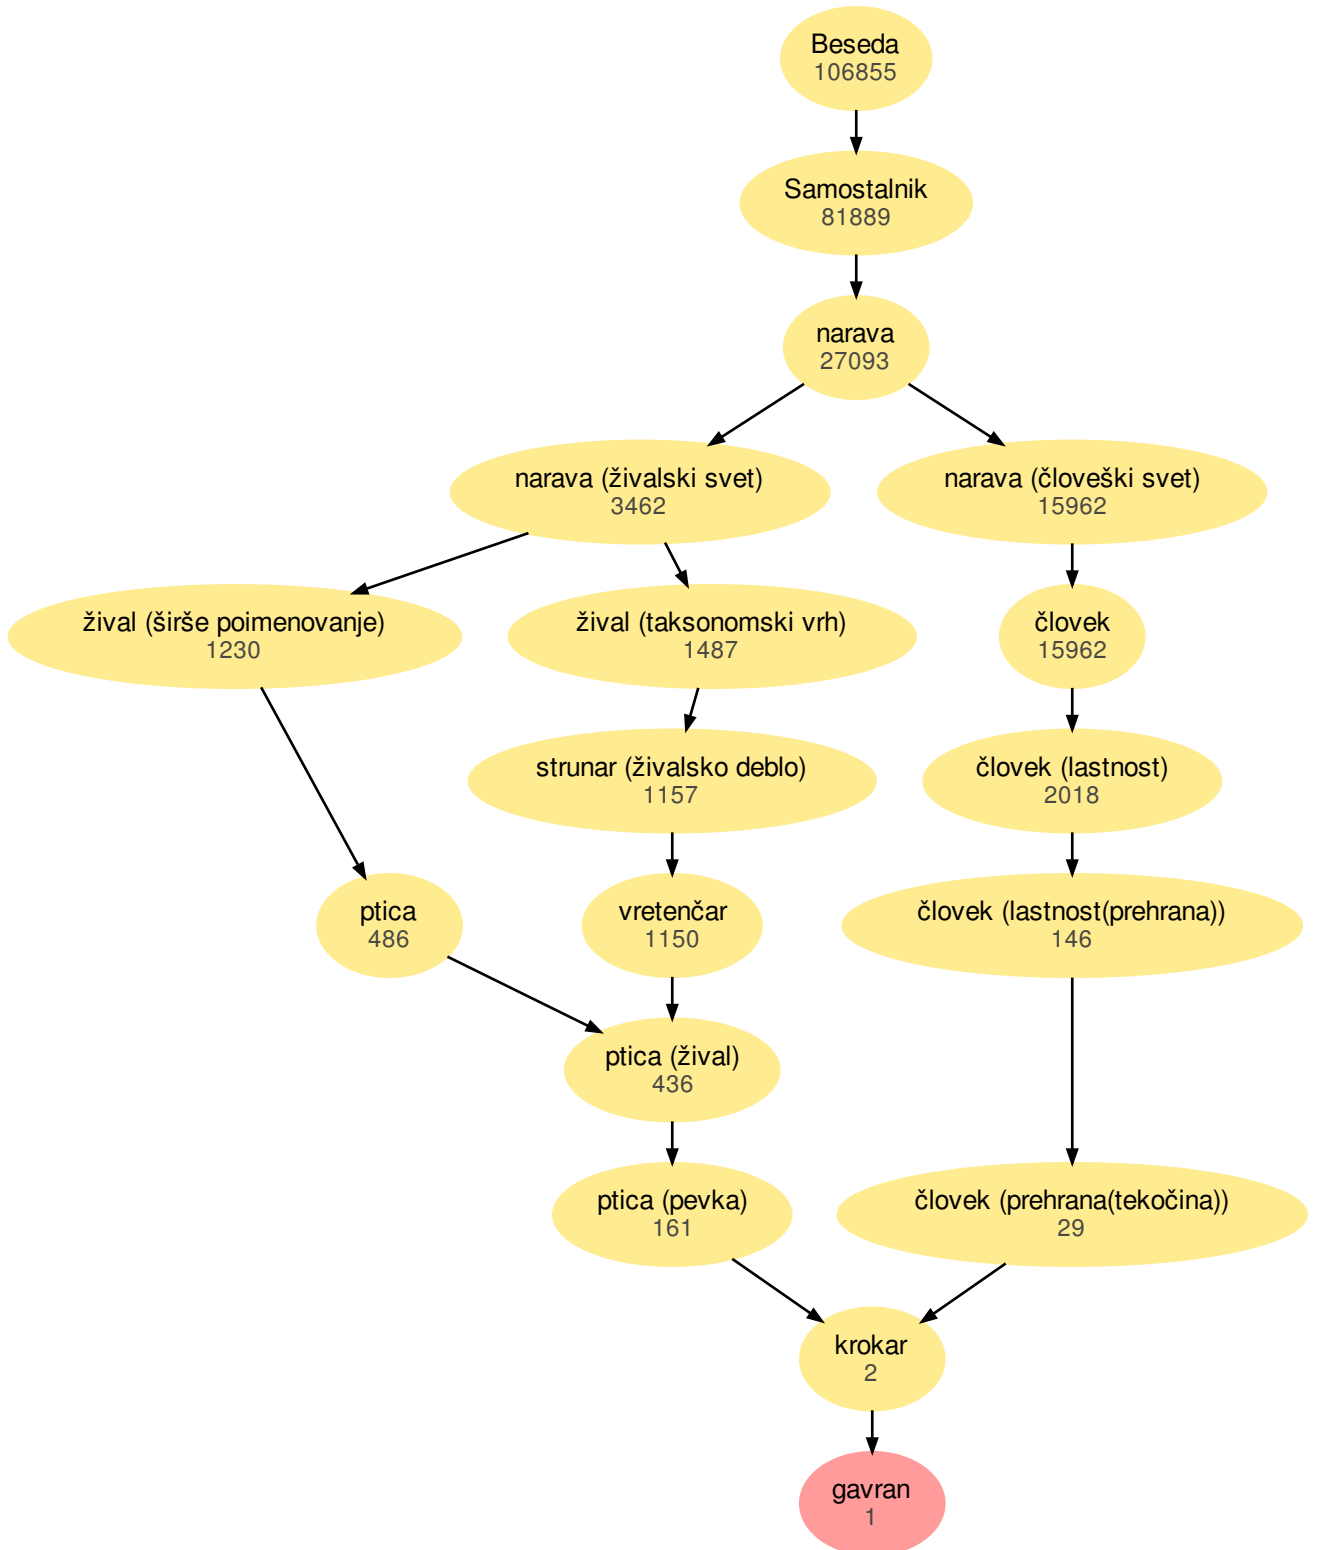 Beseda
106855
Samostalnik
81889
narava
27093
narava (živalski svet)
3462
narava (človeški svet)
15962
žival (širše poimenovanje)
1230
žival (taksonomski vrh)
1487
človek
15962
strunar (živalsko deblo)
1157
človek (lastnost)
2018
ptica
486
vretenčar
1150
človek (lastnost(prehrana))
146
ptica (žival)
436
ptica (pevka)
161
človek (prehrana(tekočina))
29
krokar
2
gavran
1